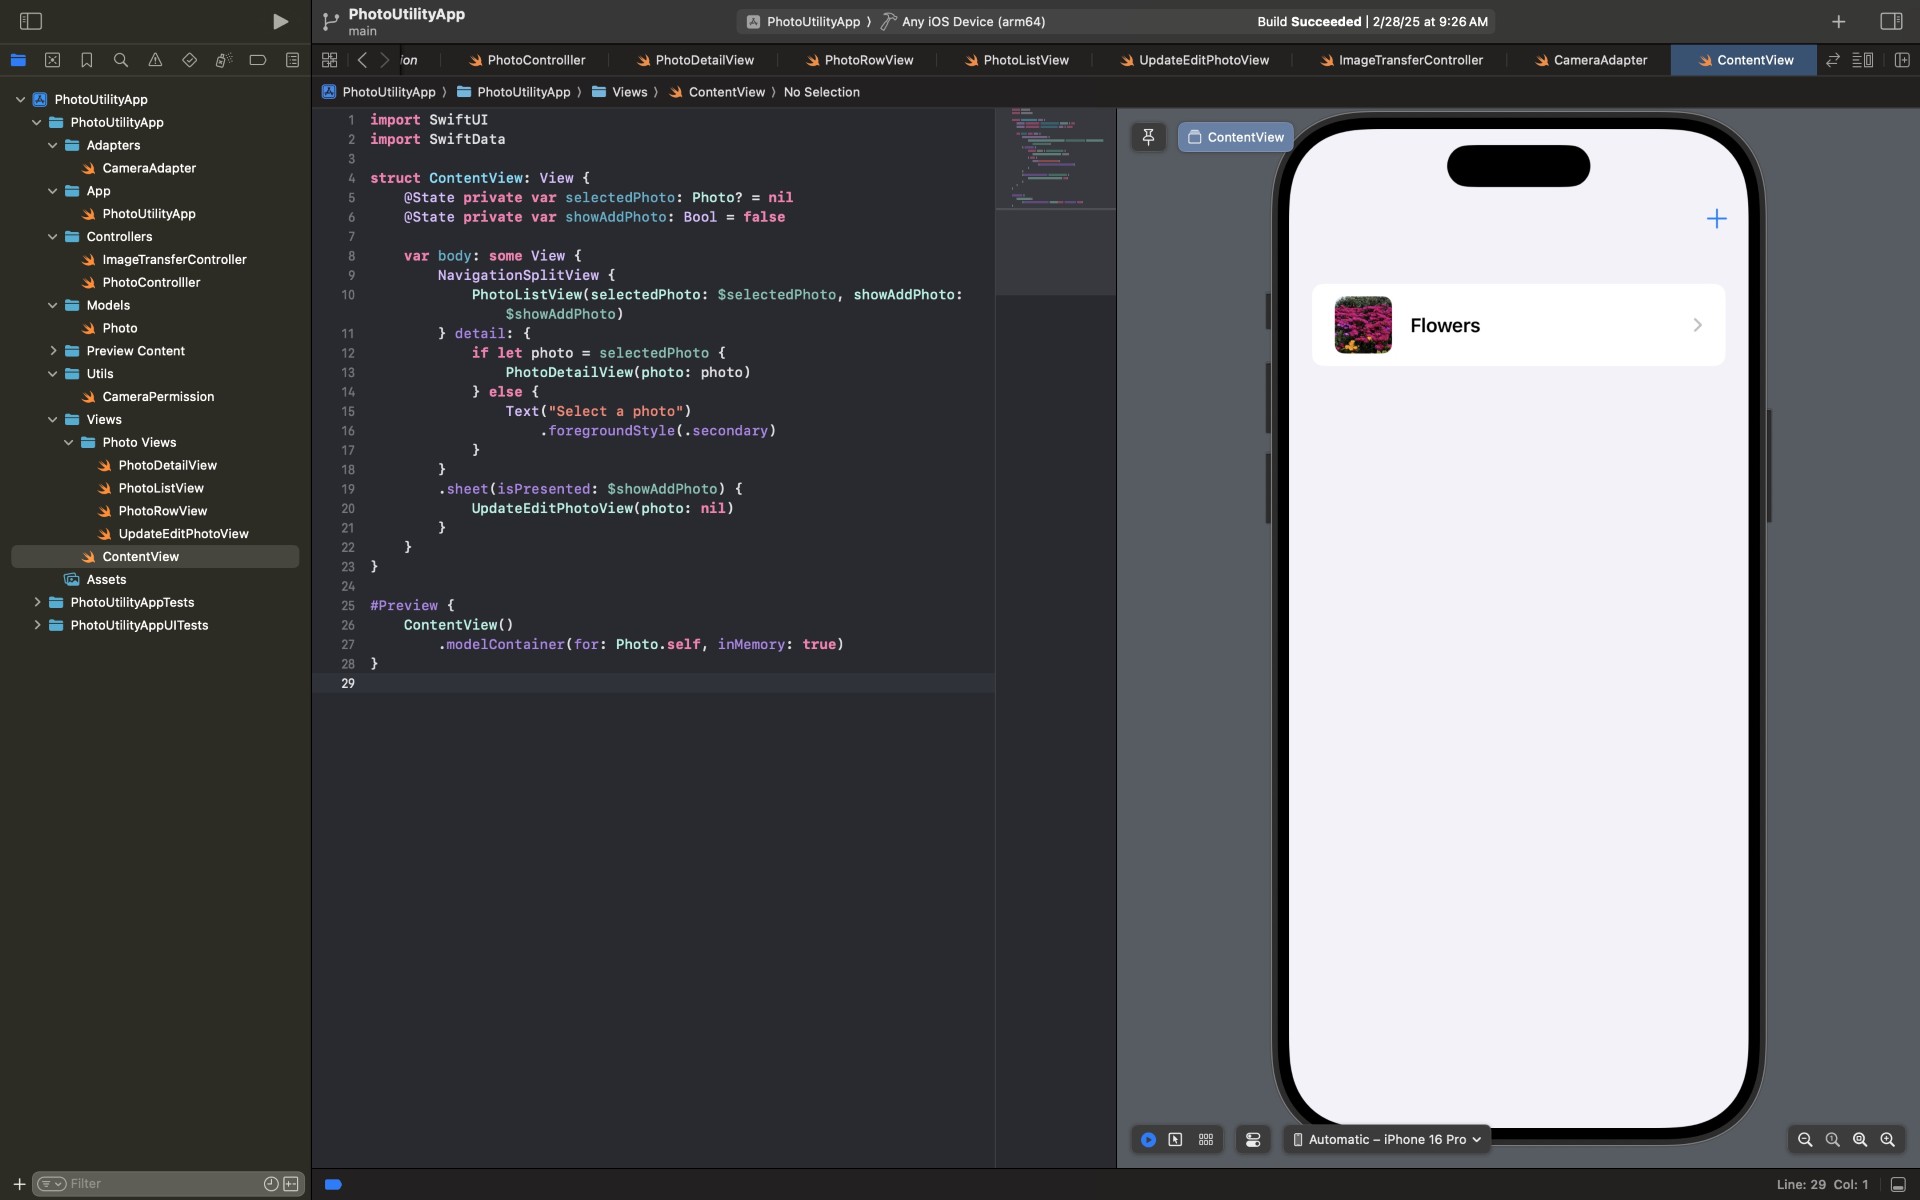 PhotoUtilityApp
main
PhotoUtilityApp 〉 Any iOS Device (arm64)
Build Succeeded | 2/28/25 at 9:26 AM
ion
PhotoControlller
PhotoDetailView
PhotoRowView
PhotoListView
UpdateEditPhotoView
ImageTransferController
CameraAdapter
ContentView
PhotoUtilityApp 〉 PhotoUtilityApp 〉 Views 〉 ContentView 〉 No Selection
PhotoUtilityApp
PhotoUtilityApp
Adapters
CameraAdapter
App
PhotoUtilityApp
Controllers
ImageTransferController
PhotoControlller
Models
Photo
Preview Content
Utils
CameraPermission
Views
Photo Views
PhotoDetailView
PhotoListView
PhotoRowView
UpdateEditPhotoView
ContentView
Assets
PhotoUtilityAppTests
PhotoUtilityAppUITests
Filter
1 import SwiftUI
2 import SwiftData
3
4 struct ContentView: View {
5     @State private var selectedPhoto: Photo? = nil
6     @State private var showAddPhoto: Bool = false
7
8     var body: some View {
9         NavigationSplitView {
10             PhotoListView(selectedPhoto: $selectedPhoto, showAddPhoto:
                $showAddPhoto)
11         } detail: {
12             if let photo = selectedPhoto {
13                 PhotoDetailView(photo: photo)
14             } else {
15                 Text("Select a photo")
16                     .foregroundStyle(.secondary)
17             }
18         }
19         .sheet(isPresented: $showAddPhoto) {
20             UpdateEditPhotoView(photo: nil)
21         }
22     }
23 }
24
25 #Preview {
26     ContentView()
27         .modelContainer(for: Photo.self, inMemory: true)
28 }
29
ContentView
Flowers
Automatic – iPhone 16 Pro
Line: 29 Col: 1